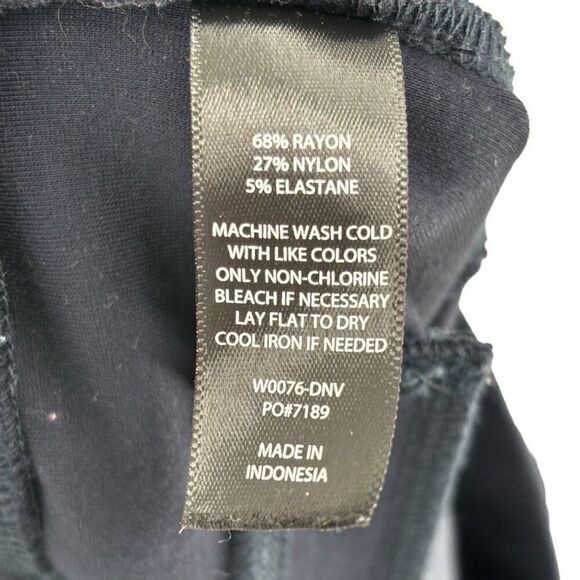 68% RAYON
27% NYLON
5% ELASTANE
MACHINE WASH COLD
WITH LIKE COLORS
ONLY NON-CHLORINE
BLEACH IF NECESSARY
LAY FLAT TO DRY
COOL IRON IF NEEDED
W0076-DNV
PO#7189
MADE IN
INDONESIA